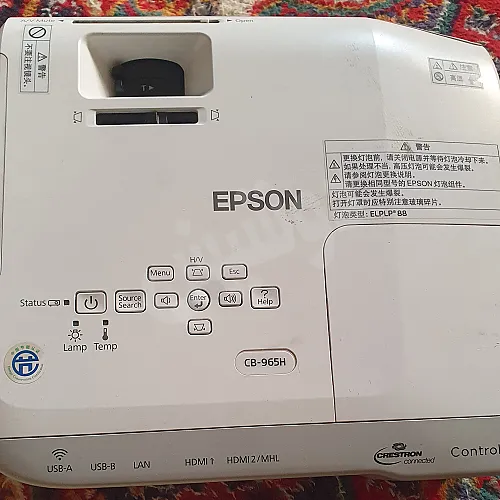 A/V Mute
Open
警告
不要注视镜头。
T
注意
高温
警告
更换灯泡前，请关闭电源并等待灯泡冷却下来。
如果处理不当，高压灯泡可能会发生爆裂。
请参阅灯泡更换说明。
请更换相同型号的 EPSON 灯泡组件。
灯泡可能会发生爆裂。
打开灯罩时应特别注意玻璃碎片。
灯泡类型: ELPLP®88
EPSON
H/V
Menu
Esc
Status
Source Search
Enter
? Help
Lamp
Temp
CB-965H
USB-A
USB-B
LAN
HDMI1
HDMI2/MHL
CRESTRON connected
Control